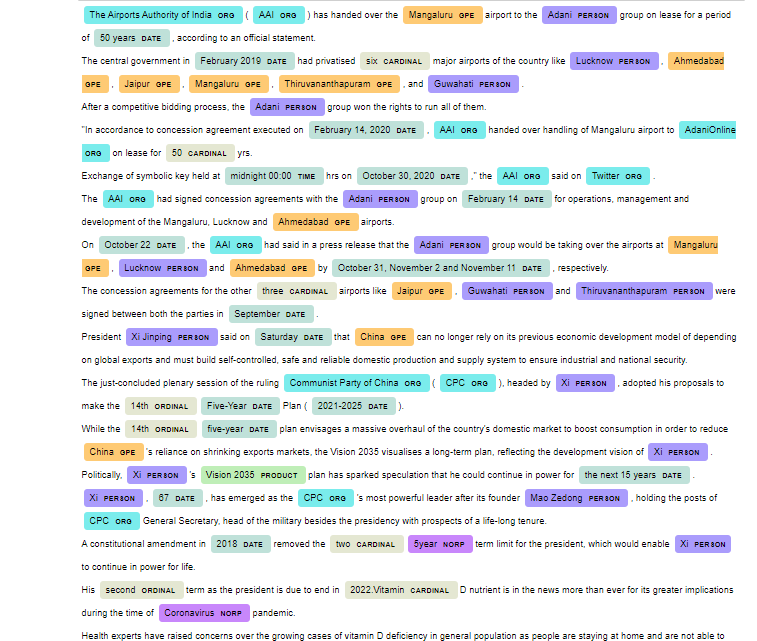 The Airports Authority of India ORG ( AAI ORG ) has handed over the Mangaluru GPE airport to the Adani PERSON group on lease for a period
of 50 years DATE , according to an official statement.
The central government in February 2019 DATE had privatised six CARDINAL major airports of the country like Lucknow PERSON , Ahmedabad
GPE , Jaipur GPE , Mangaluru GPE , Thiruvananthapuram GPE , and Guwahati PERSON .
After a competitive bidding process, the Adani PERSON group won the rights to run all of them.
"In accordance to concession agreement executed on February 14, 2020 DATE , AAI ORG handed over handling of Mangaluru airport to AdaniOnline
ORG on lease for 50 CARDINAL yrs.
Exchange of symbolic key held at midnight 00:00 TIME hrs on October 30, 2020 DATE ," the AAI ORG said on Twitter ORG .
The AAI ORG had signed concession agreements with the Adani PERSON group on February 14 DATE for operations, management and
development of the Mangaluru, Lucknow and Ahmedabad GPE airports.
On October 22 DATE , the AAI ORG had said in a press release that the Adani PERSON group would be taking over the airports at Mangaluru
GPE , Lucknow PERSON and Ahmedabad GPE by October 31, November 2 and November 11 DATE , respectively.
The concession agreements for the other three CARDINAL airports like Jaipur GPE , Guwahati PERSON and Thiruvananthapuram PERSON were
signed between both the parties in September DATE .
President Xi Jinping PERSON said on Saturday DATE that China GPE can no longer rely on its previous economic development model of depending
on global exports and must build self-controlled, safe and reliable domestic production and supply system to ensure industrial and national security.
The just-concluded plenary session of the ruling Communist Party of China ORG ( CPC ORG ), headed by Xi PERSON , adopted his proposals to
make the 14th ORDINAL Five-Year DATE Plan ( 2021-2025 DATE ).
While the 14th ORDINAL five-year DATE plan envisages a massive overhaul of the country's domestic market to boost consumption in order to reduce
China GPE 's reliance on shrinking exports markets, the Vision 2035 visualises a long-term plan, reflecting the development vision of Xi PERSON .
Politically, Xi PERSON 's Vision 2035 PRODUCT plan has sparked speculation that he could continue in power for the next 15 years DATE .
Xi PERSON , 67 DATE , has emerged as the CPC ORG 's most powerful leader after its founder Mao Zedong PERSON , holding the posts of
CPC ORG General Secretary, head of the military besides the presidency with prospects of a life-long tenure.
A constitutional amendment in 2018 DATE removed the two CARDINAL 5year NORP term limit for the president, which would enable Xi PERSON
to continue in power for life.
His second ORDINAL term as the president is due to end in 2022.Vitamin CARDINAL D nutrient is in the news more than ever for its greater implications
during the time of Coronavirus NORP pandemic.
Health experts have raised concerns over the growing cases of vitamin D deficiency in general population as people are staying at home and are not able to